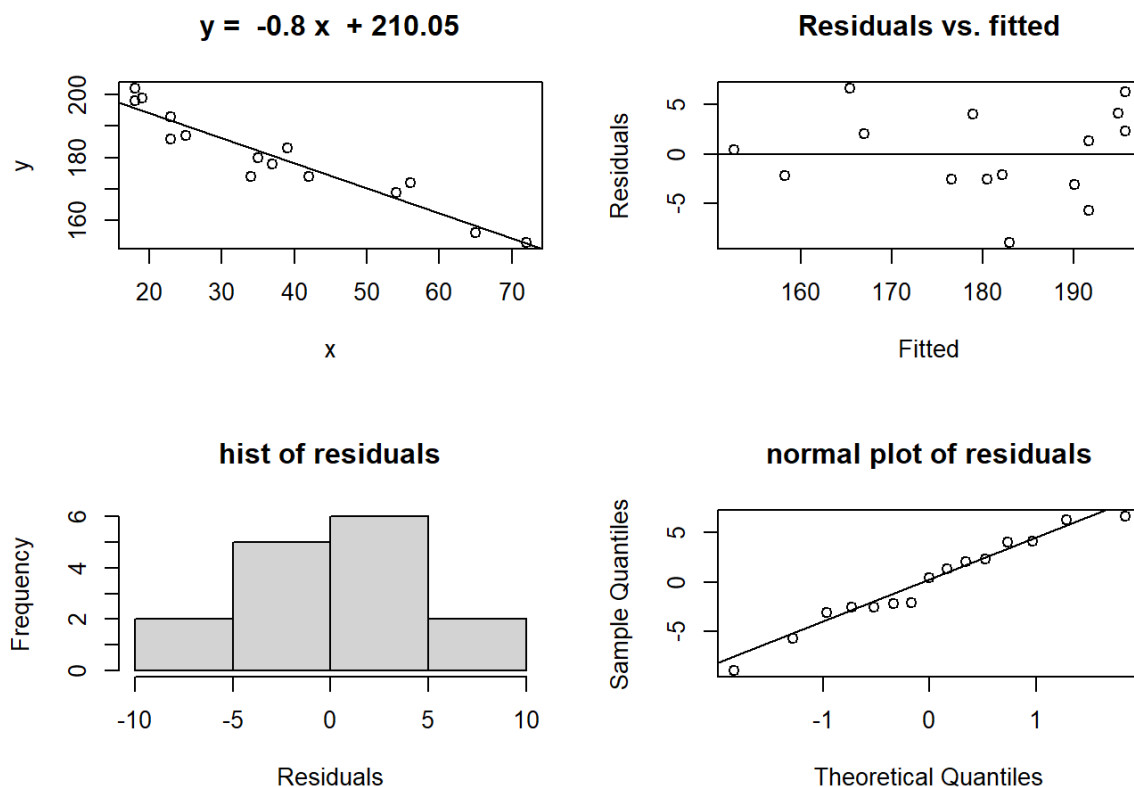 y =  -0.8 x  + 210.05
y
160 180 200
20 30 40 50 60 70
x
Residuals vs. fitted
Residuals
-5 0 5
160 170 180 190
Fitted
hist of residuals
Frequency
0 2 4 6
-10 -5 0 5 10
Residuals
normal plot of residuals
Sample Quantiles
-5 0 5
-1 0 1
Theoretical Quantiles